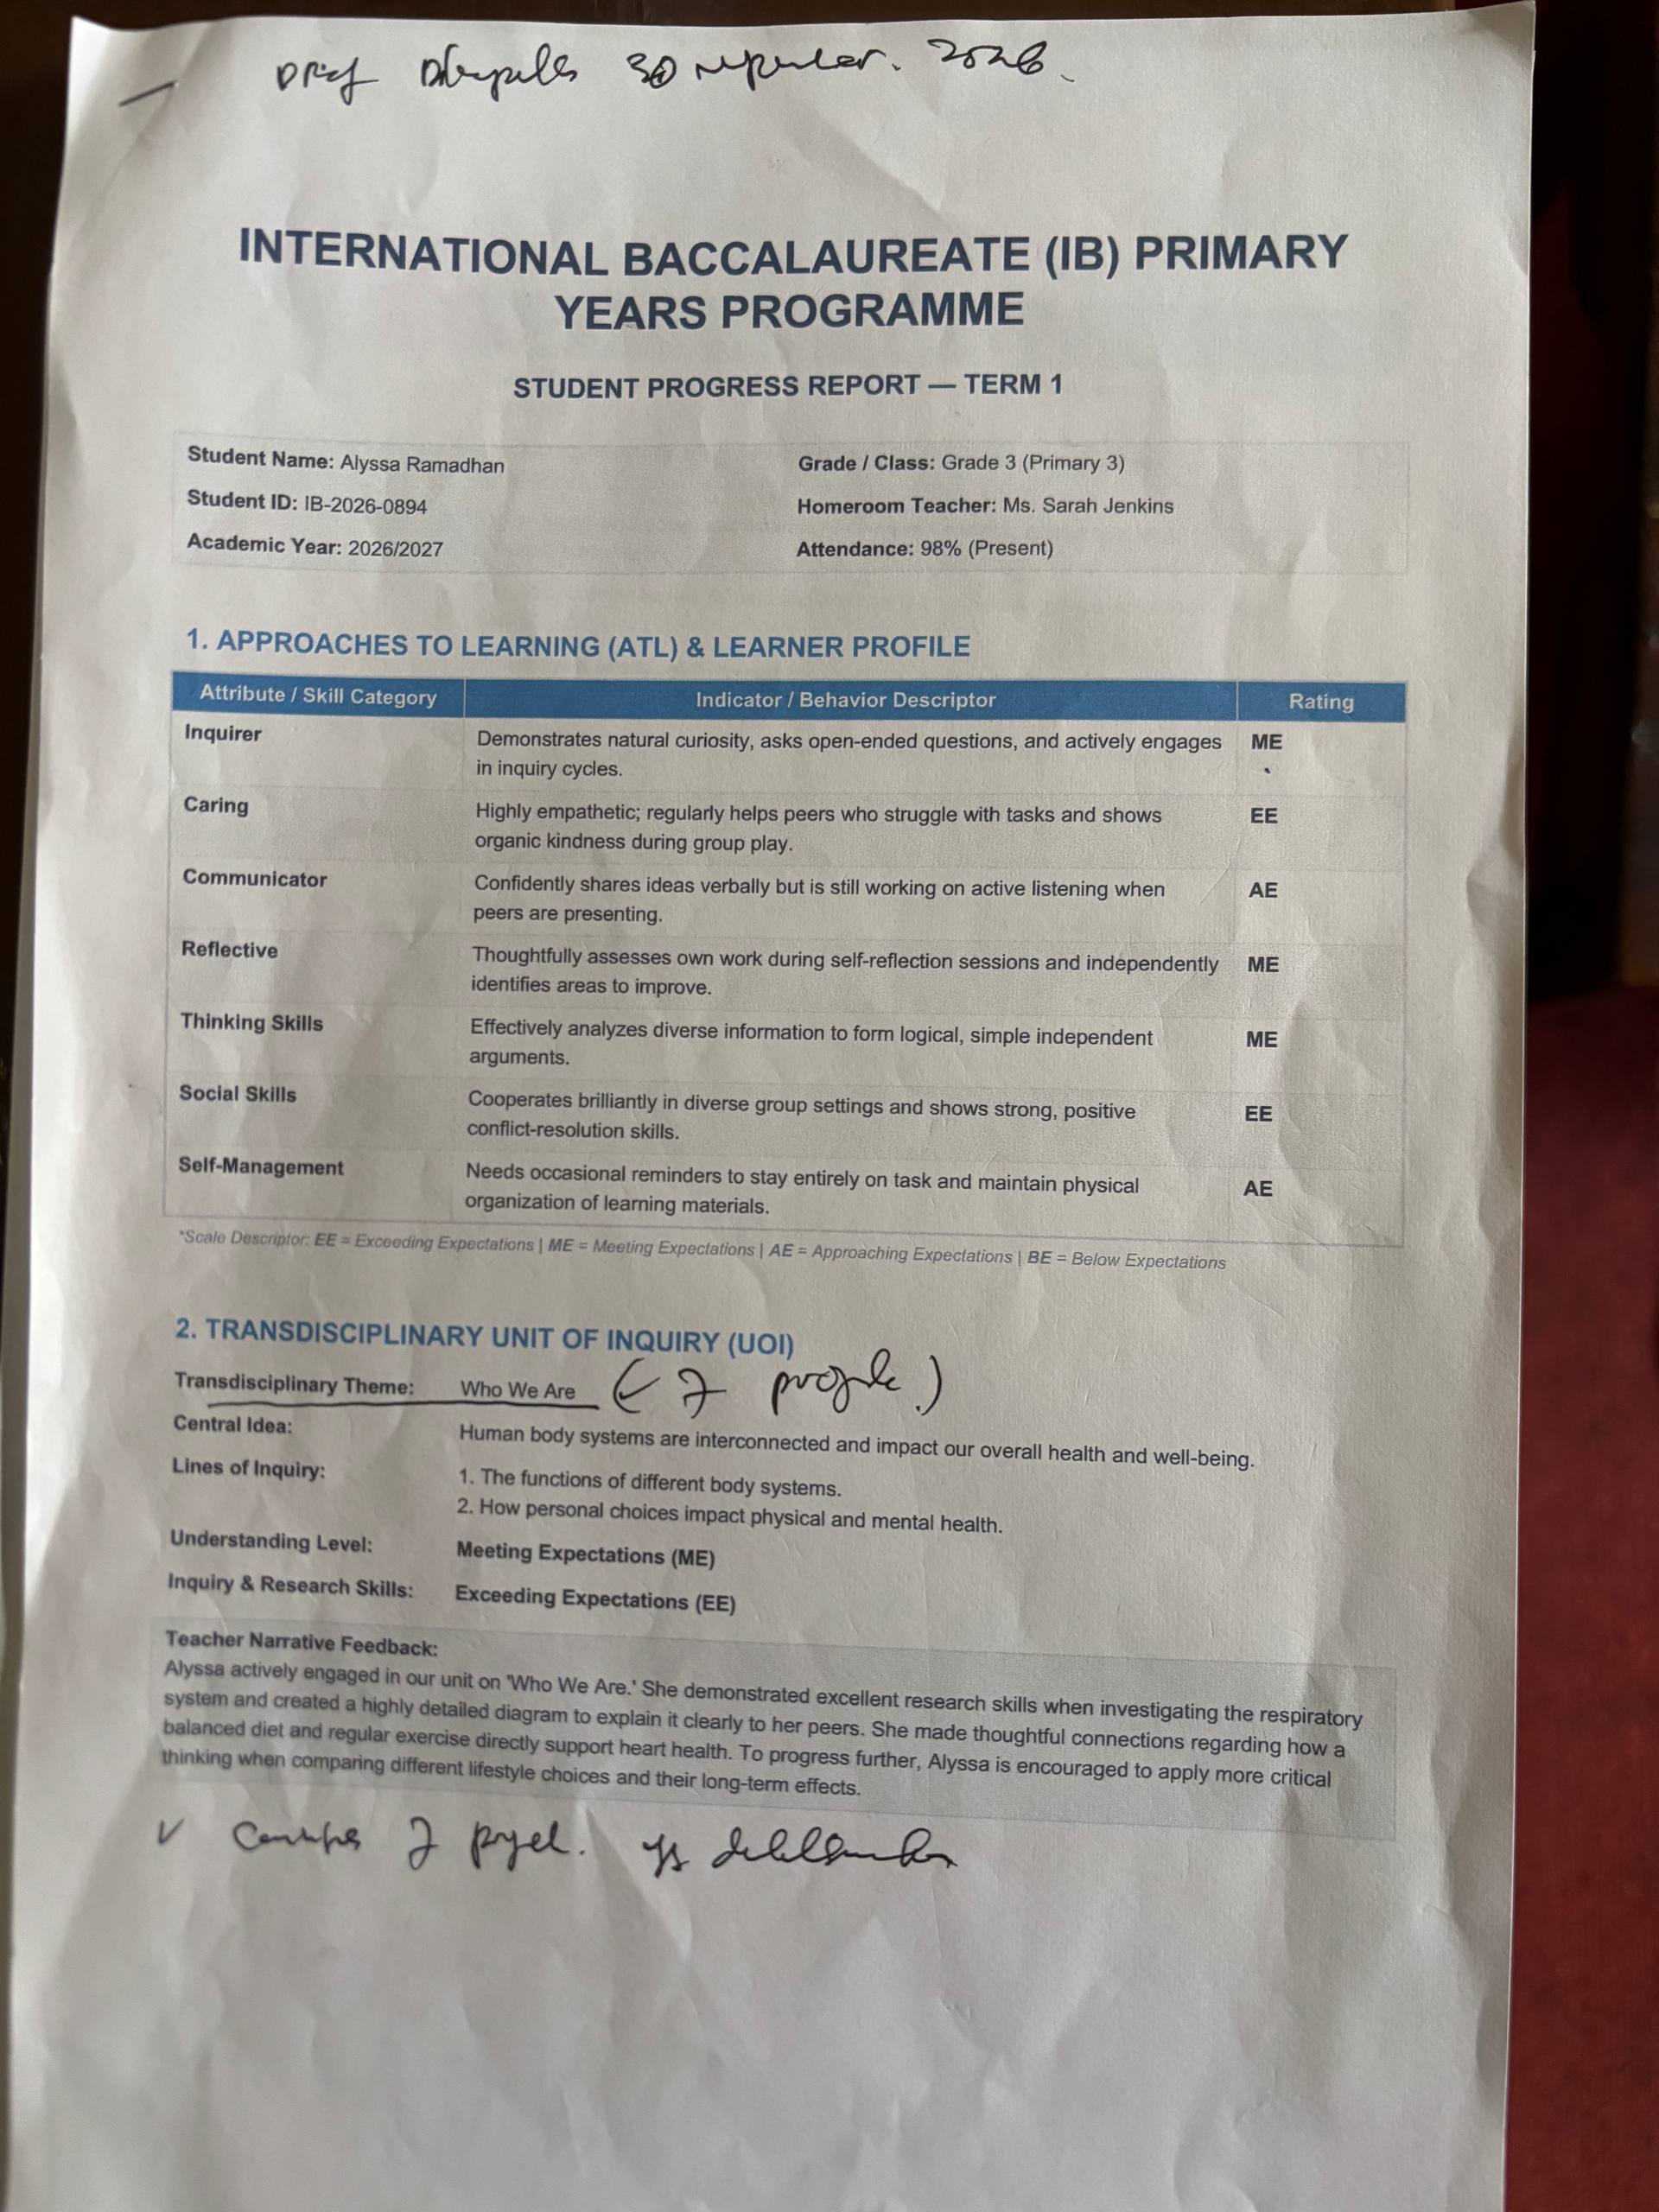 2026.
INTERNATIONAL BACCALAUREATE (IB) PRIMARY
YEARS PROGRAMME
STUDENT PROGRESS REPORT — TERM 1
Student Name: Alyssa Ramadhan
Grade / Class: Grade 3 (Primary 3)
Student ID: IB-2026-0894
Homeroom Teacher: Ms. Sarah Jenkins
Academic Year: 2026/2027
Attendance: 98% (Present)
1. APPROACHES TO LEARNING (ATL) & LEARNER PROFILE
Attribute / Skill Category Indicator / Behavior Descriptor Rating
Inquirer Demonstrates natural curiosity, asks open-ended questions, and actively engages ME
in inquiry cycles.
Caring Highly empathetic; regularly helps peers who struggle with tasks and shows EE
organic kindness during group play.
Communicator Confidently shares ideas verbally but is still working on active listening when AE
peers are presenting.
Reflective Thoughtfully assesses own work during self-reflection sessions and independently ME
identifies areas to improve.
Thinking Skills Effectively analyzes diverse information to form logical, simple independent ME
arguments.
Social Skills Cooperates brilliantly in diverse group settings and shows strong, positive EE
conflict-resolution skills.
Self-Management Needs occasional reminders to stay entirely on task and maintain physical AE
organization of learning materials.
*Scale Descriptor: EE = Exceeding Expectations | ME = Meeting Expectations | AE = Approaching Expectations | BE = Below Expectations
2. TRANSDISCIPLINARY UNIT OF INQUIRY (UOI)
Transdisciplinary Theme: Who We Are
Central Idea: Human body systems are interconnected and impact our overall health and well-being.
Lines of Inquiry: 1. The functions of different body systems.
2. How personal choices impact physical and mental health.
Understanding Level: Meeting Expectations (ME)
Inquiry & Research Skills: Exceeding Expectations (EE)
Teacher Narrative Feedback:
Alyssa actively engaged in our unit on 'Who We Are.' She demonstrated excellent research skills when investigating the respiratory
system and created a highly detailed diagram to explain it clearly to her peers. She made thoughtful connections regarding how a
balanced diet and regular exercise directly support heart health. To progress further, Alyssa is encouraged to apply more critical
thinking when comparing different lifestyle choices and their long-term effects.